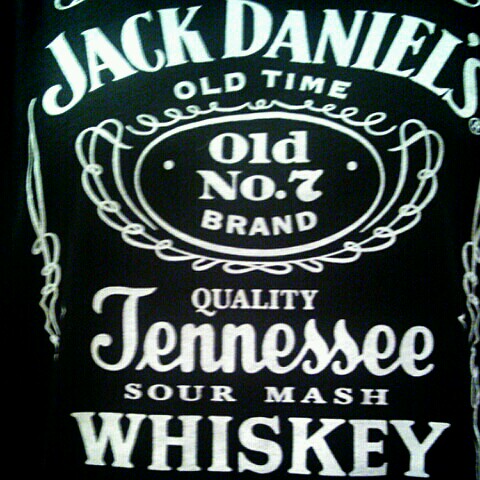 JACK DANIEL'S
OLD TIME
Old
No.7
BRAND
QUALITY
Tennessee
SOUR MASH
WHISKEY